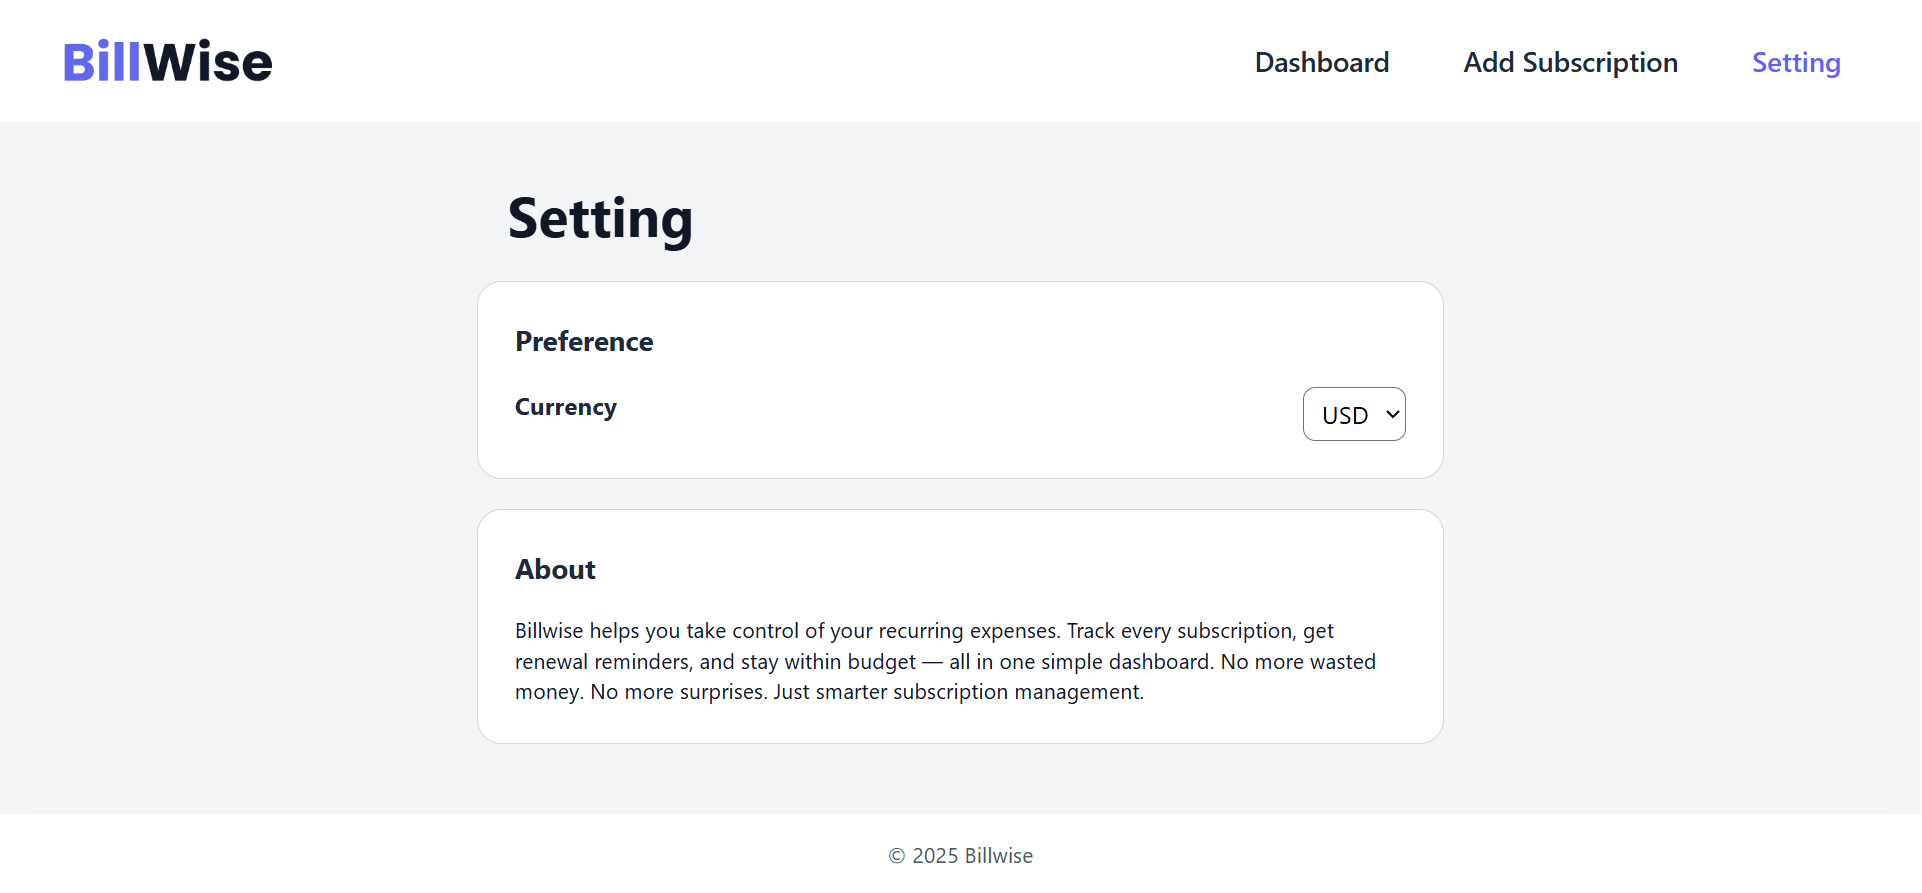 BillWise
Dashboard
Add Subscription
Setting
Setting
Preference
Currency
USD
About
Billwise helps you take control of your recurring expenses. Track every subscription, get
renewal reminders, and stay within budget — all in one simple dashboard. No more wasted
money. No more surprises. Just smarter subscription management.
© 2025 Billwise